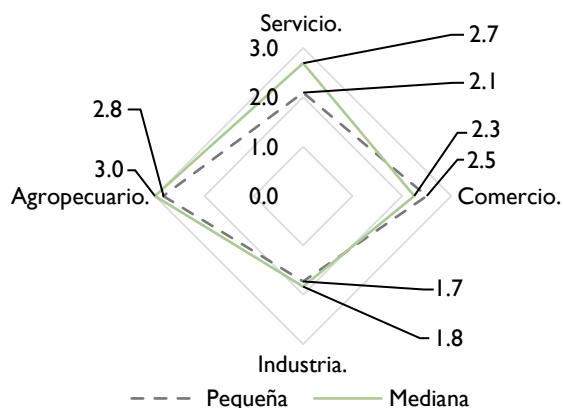 Servicio.
3.0
2.7
2.0
2.1
2.8
1.0
2.3
3.0
2.5
Agropecuario.
0.0
Comercio.
1.7
1.8
Industria.
Pequeña
Mediana